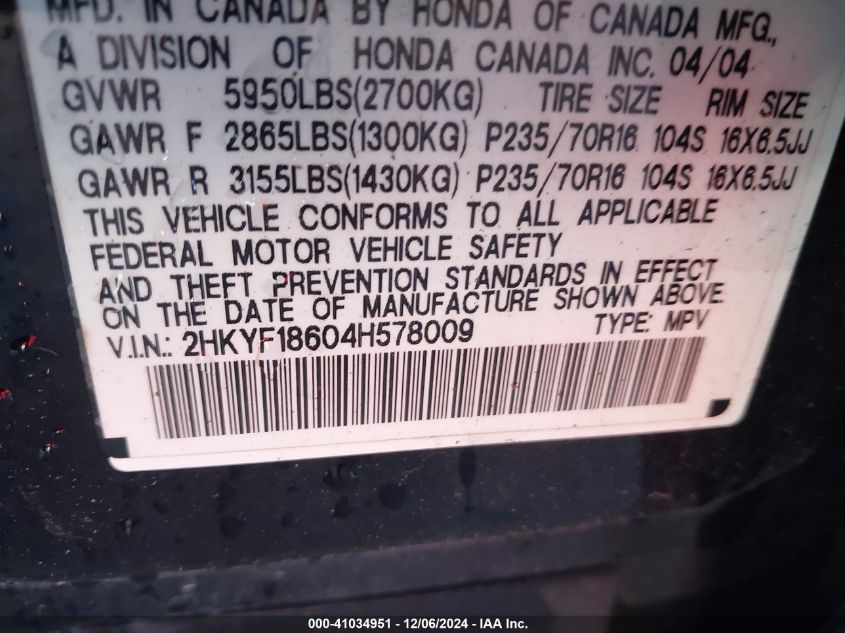 MFD. IN CANADA BY HONDA OF CANADA MFG.,
A DIVISION OF HONDA CANADA INC. 04/04
GVWR 5950LBS(2700KG) TIRE SIZE RIM SIZE
GAWR F 2865LBS(1300KG) P235/70R16 104S 16X6.5JJ
GAWR R 3155LBS(1430KG) P235/70R16 104S 16X6.5JJ
THIS VEHICLE CONFORMS TO ALL APPLICABLE
FEDERAL MOTOR VEHICLE SAFETY
AND THEFT PREVENTION STANDARDS IN EFFECT
ON THE DATE OF MANUFACTURE SHOWN ABOVE
V.I.N.: 2HKYF18604H578009 TYPE: MPV
000-41034951 - 12/06/2024 - IAA Inc.